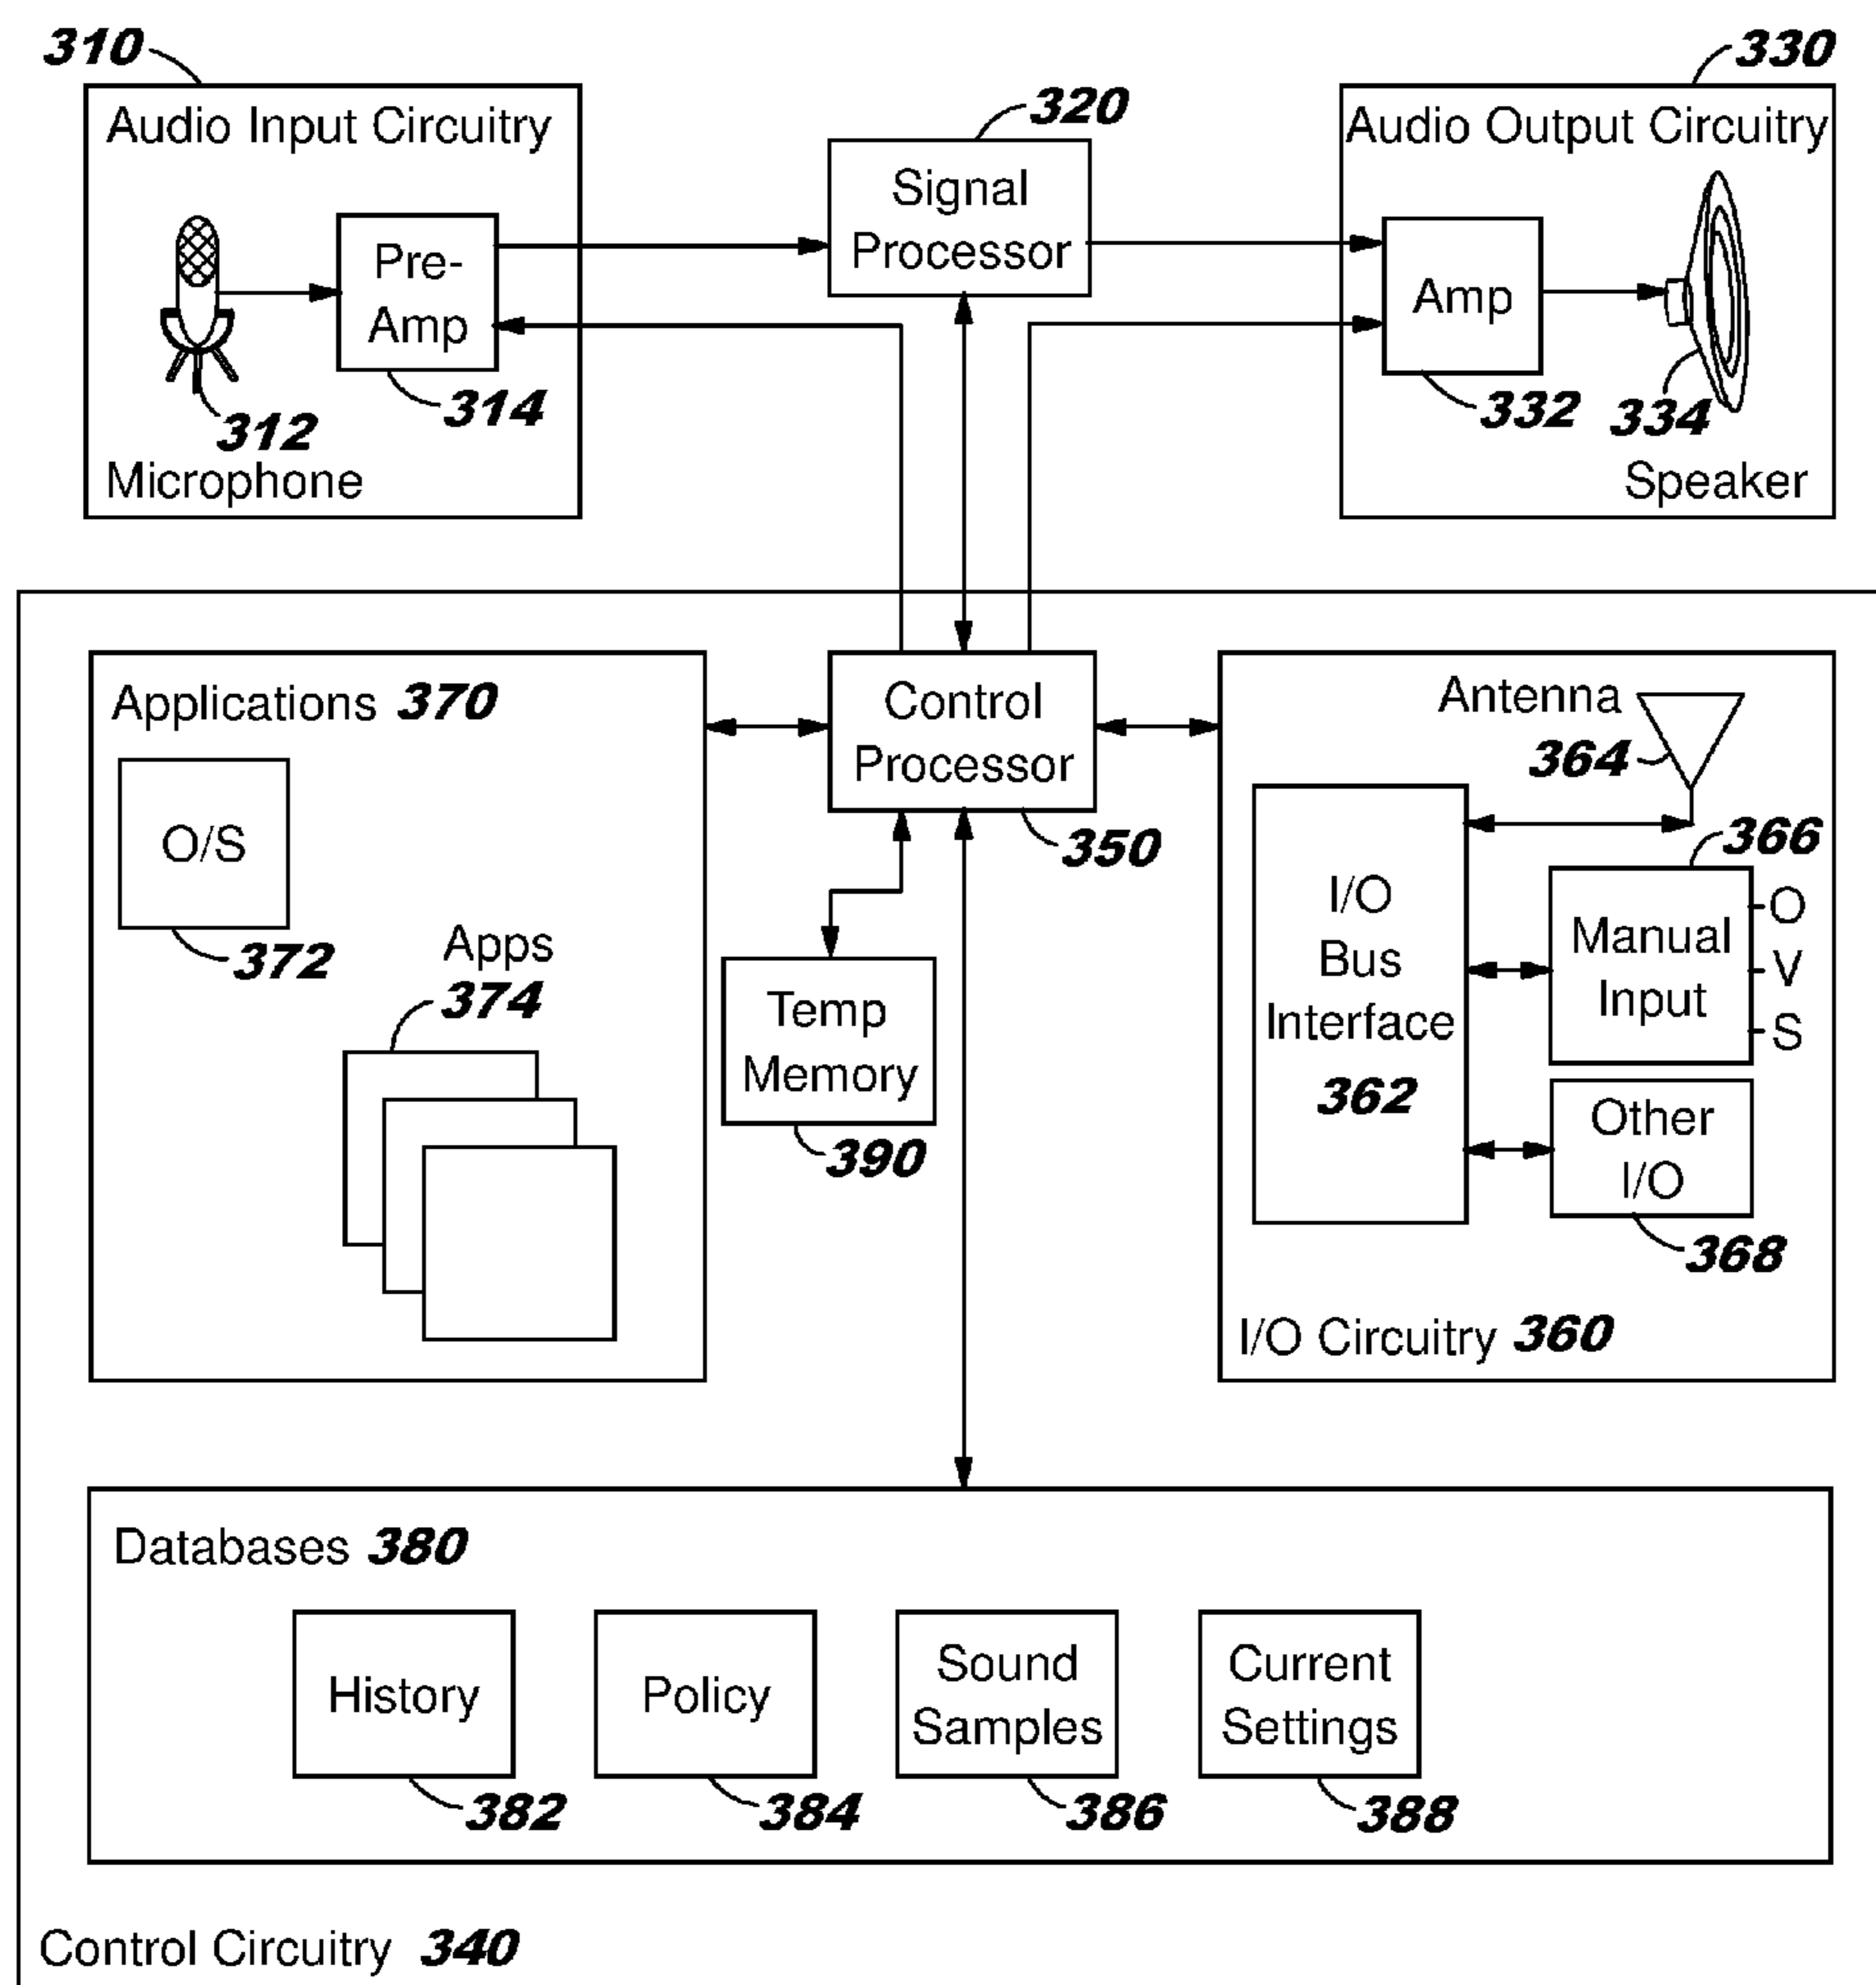 310
330
Audio Input Circuitry
320
Audio Output Circuitry
Signal
Processor
Pre-
Amp
Amp
312
314
332
334
Microphone
Speaker
Applications 370
Control
Processor
350
Antenna
364
O/S
372
366
I/O
Bus
Interface
362
Manual
Input
O
V
S
Apps
374
Temp
Memory
390
Other
I/O
368
I/O Circuitry 360
Databases 380
History
Policy
Sound
Samples
Current
Settings
382
384
386
388
Control Circuitry 340